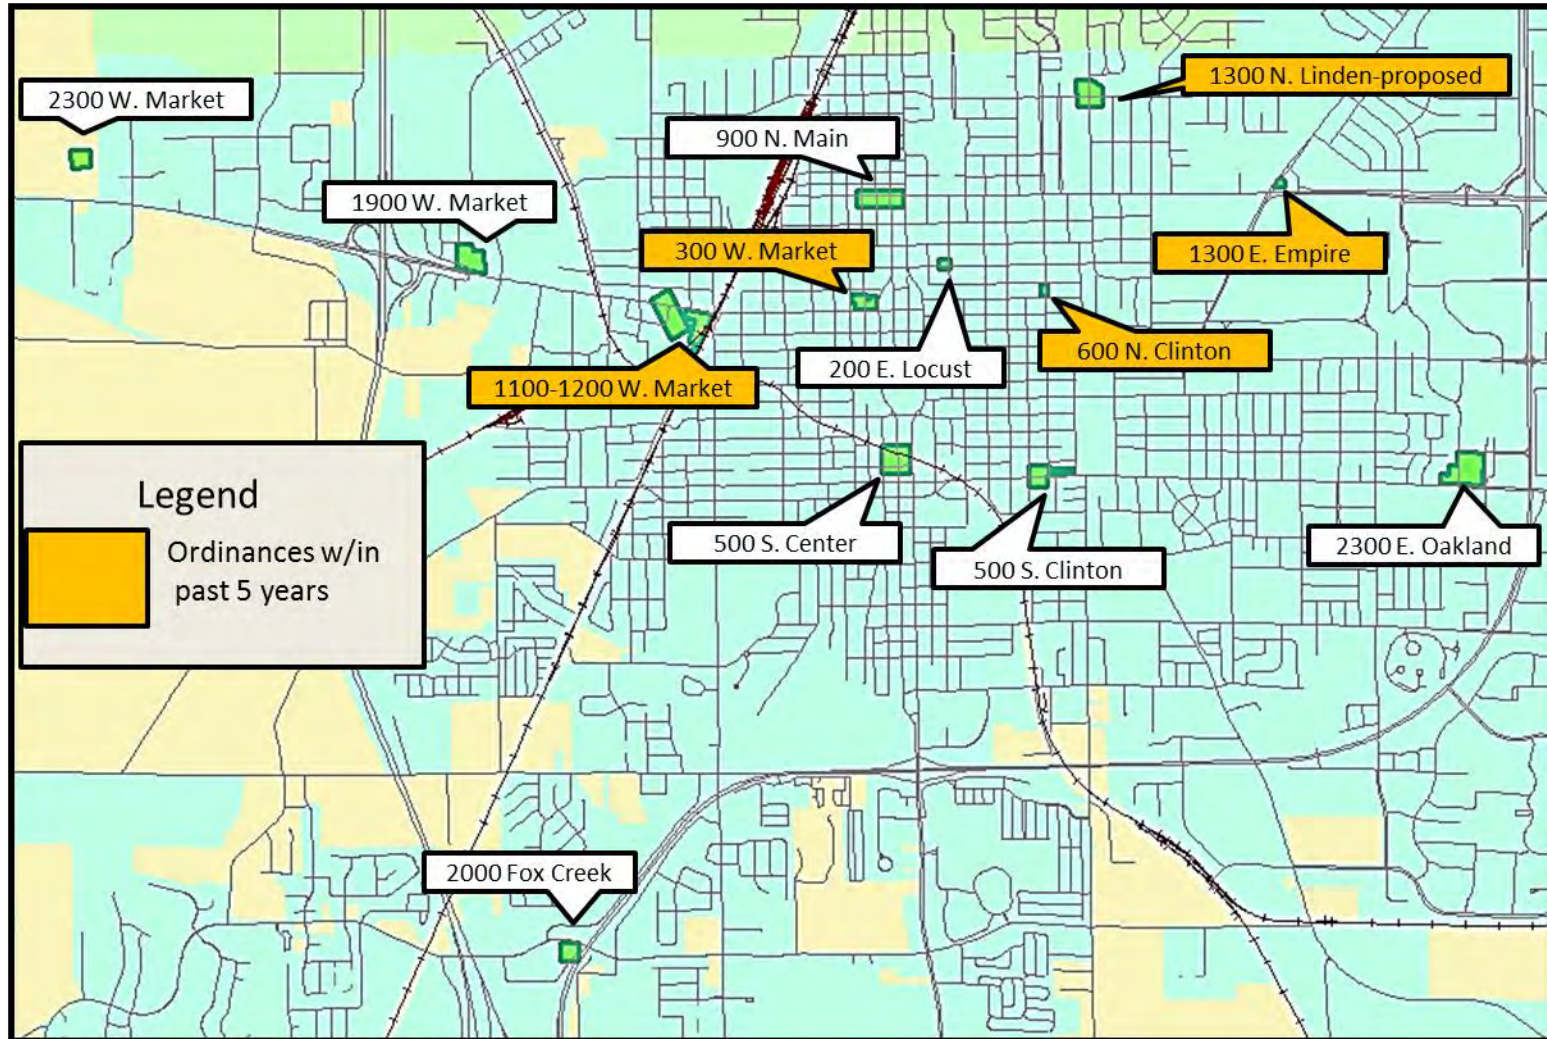 1300 N. Linden-proposed
2300 W. Market
900 N. Main
1900 W. Market
300 W. Market
1300 E. Empire
600 N. Clinton
200 E. Locust
1100-1200 W. Market
Legend
Ordinances w/in
past 5 years
500 S. Center
500 S. Clinton
2300 E. Oakland
2000 Fox Creek